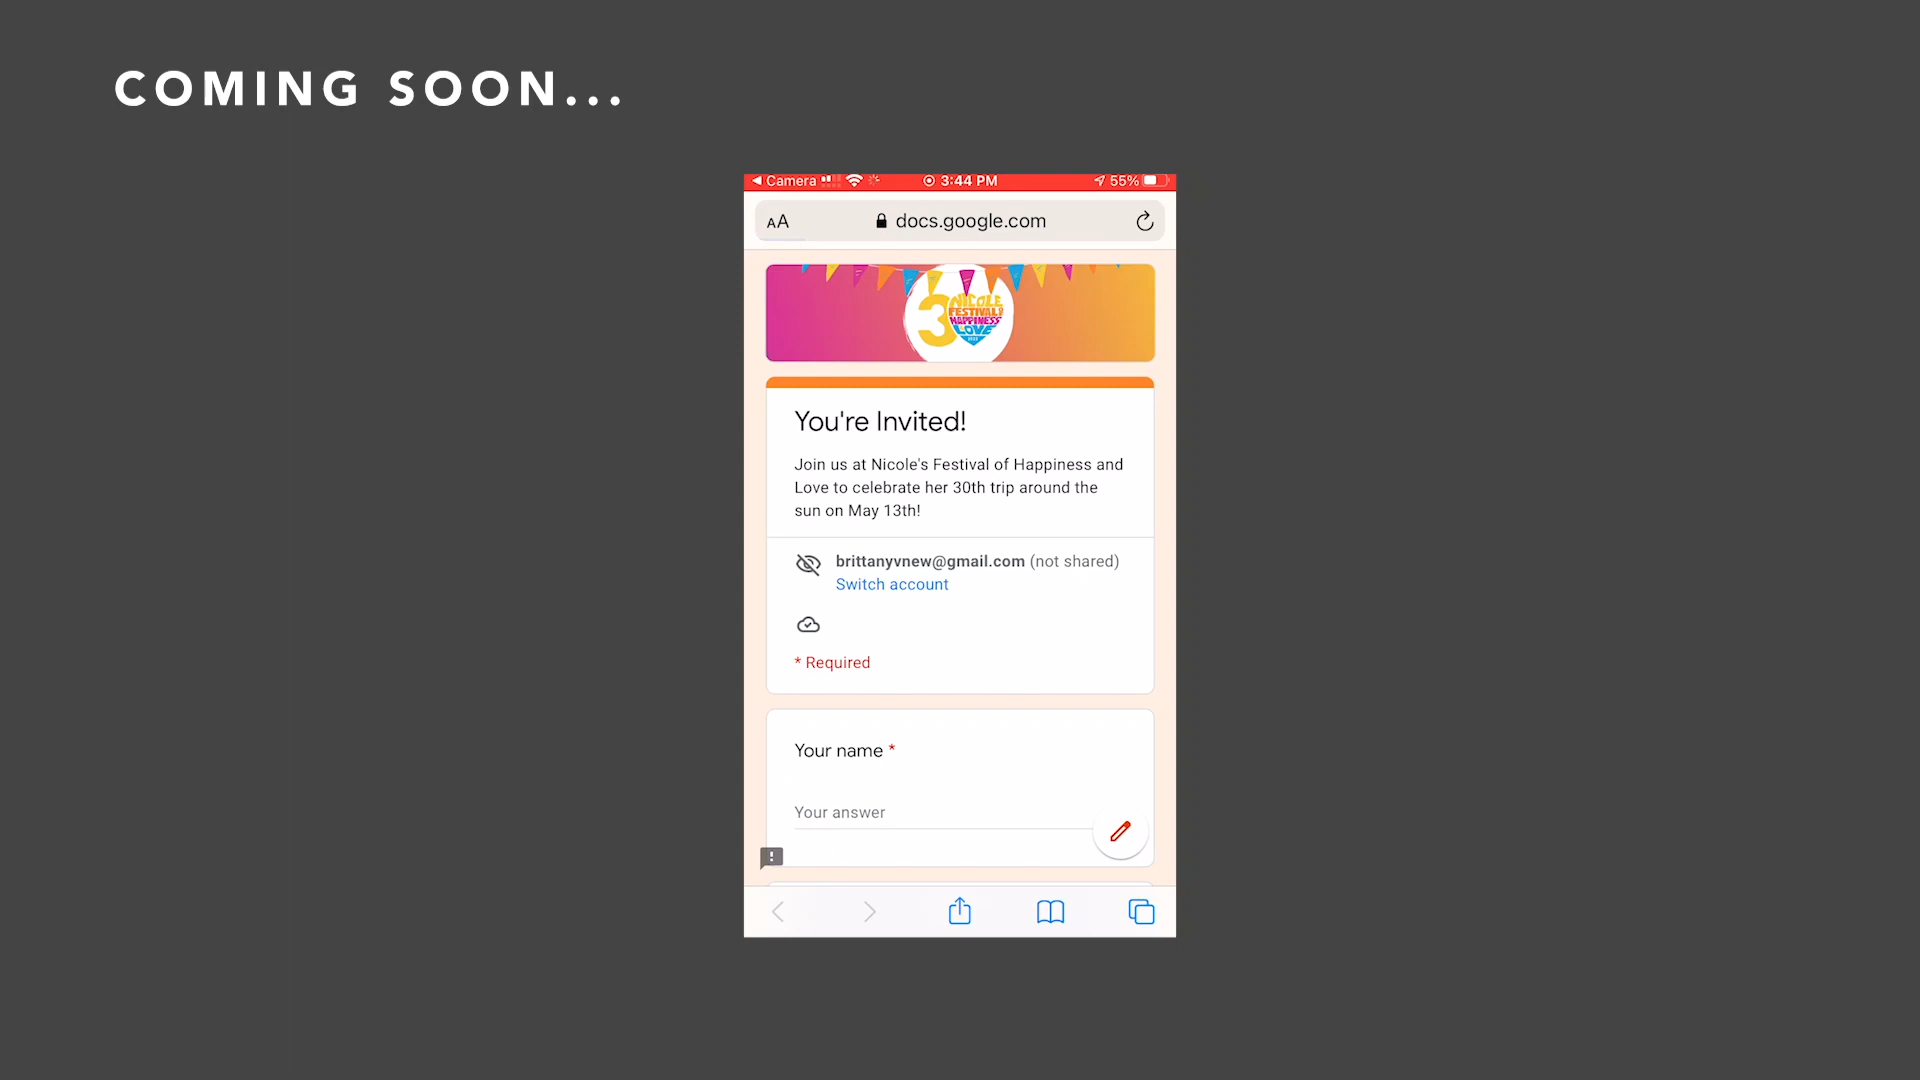 COMING SOON...
Camera
3:44 PM
55%
AA
docs.google.com
3
NICOLE
FESTIVAL OF
HAPPINESS
LOVE
You're Invited!
Join us at Nicole's Festival of Happiness and
Love to celebrate her 30th trip around the
sun on May 13th!
brittanyvnew@gmail.com (not shared)
Switch account
* Required
Your name *
Your answer